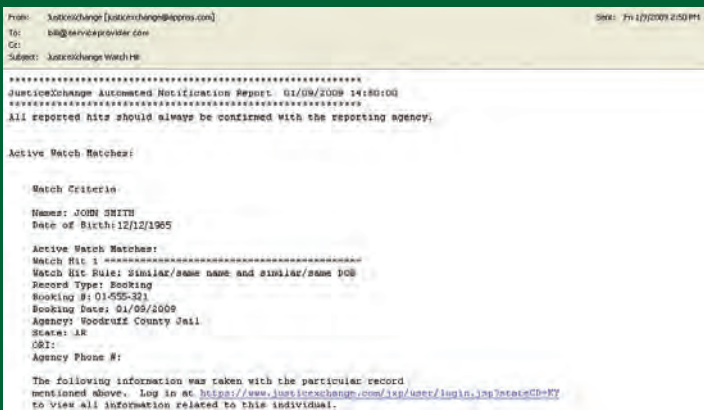 From: JusticeXchange [justicexchange@appriss.com] Sent: Fri 1/9/2009 2:50 PM
To: bill@serviceprovider.com
Cc:
Subject: JusticeXchange Watch Hit
****************************************************************
JusticeXchange Automated Notification Report 01/09/2009 14:50:00
****************************************************************
All reported hits should always be confirmed with the reporting agency.
Active Watch Matches:
Watch Criteria
Names: JOHN SMITH
Date of Birth:12/12/1965
Active Watch Matches:
Watch Hit 1 **********************************************
Watch Hit Rule: Similar/same name and similar/same DOB
Record Type: Booking
Booking #: 01-555-321
Booking Date: 01/09/2009
Agency: Woodruff County Jail
State: AR
ORI:
Agency Phone #:
The following information was taken with the particular record
mentioned above. Log in at https://www.justicexchange.com/jsp/user/login.jsp?stateCD=KY
to view all information related to this individual.